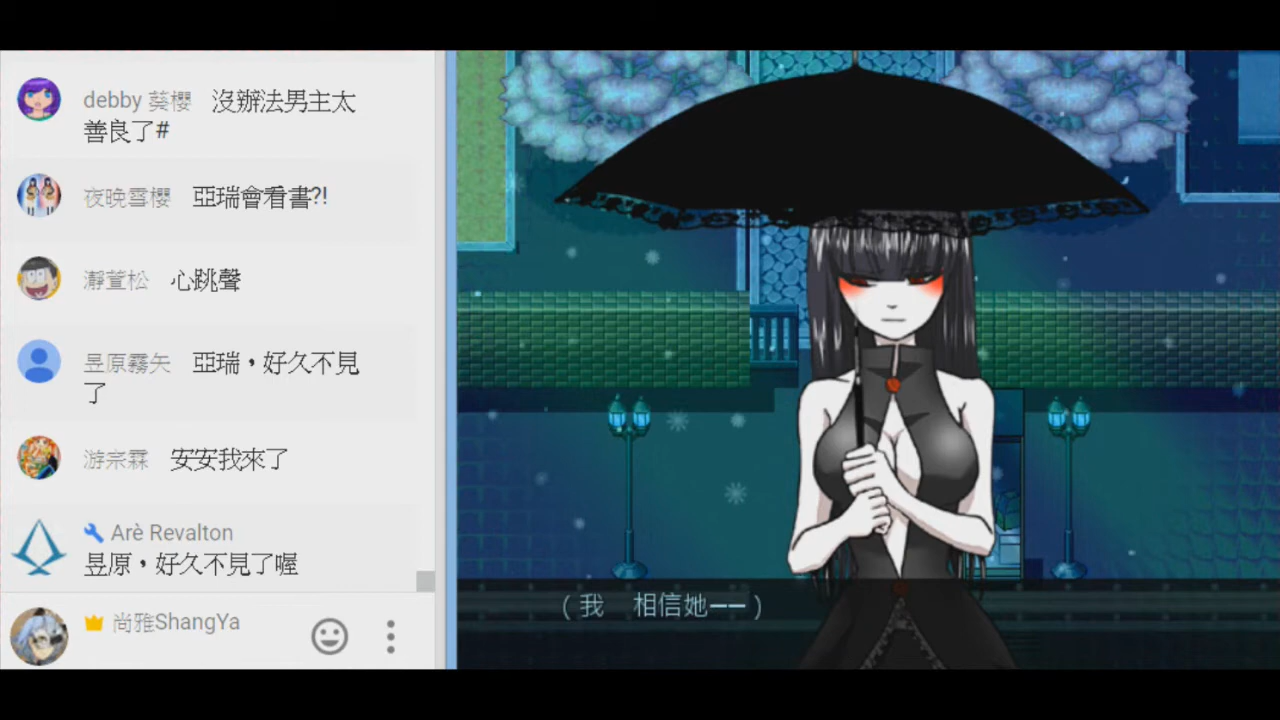 debby 葵櫻 沒辦法男主太
善良了#
夜晚雪櫻 亞瑞會看書?!
瀞萱松 心跳聲
昱原霧矢 亞瑞，好久不見
了
游宗霖 安安我來了
Arè Revalton
昱原，好久不見了喔
尚雅ShangYa
(我 相信她——)